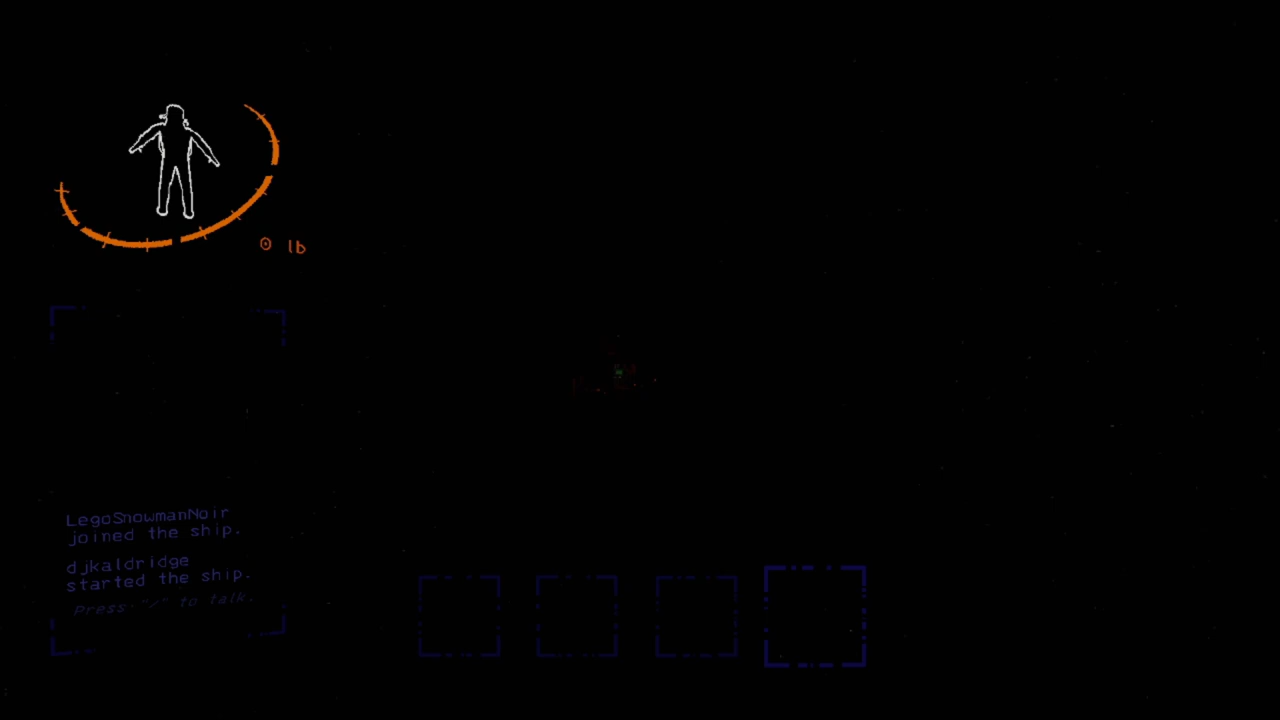 0 lb
LegoSnowmanNoir
joined the ship.
djkaldridge
started the ship.
Press "/" to talk.